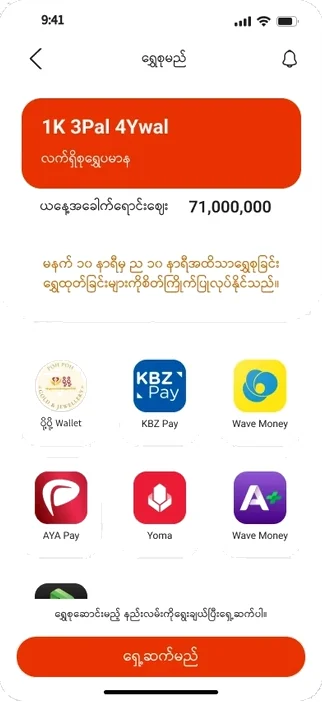 9:41
ရွှေစုမည်
1K 3Pal 4Ywal
လက်ရှိစုရွှေပမာန
ယနေ့အခေါက်ရောင်းဈေး 71,000,000
မနက် ၁၀ နာရီမှ ည ၁၀ နာရီအထိသာရွှေစုခြင်း
ရွှေထုတ်ခြင်းများကိုစိတ်ကြိုက်ပြုလုပ်နိုင်သည်။
GOLD & JEWELLERY
KBZ
Pay
ပို့ပို့ Wallet
KBZ Pay
Wave Money
A+
AYA Pay
Yoma
Wave Money
ရွှေစုဆောင်းမည့် နည်းလမ်းကိုရွေးချယ်ပြီးရှေ့ဆက်ပါ။
ရှေ့ဆက်မည်